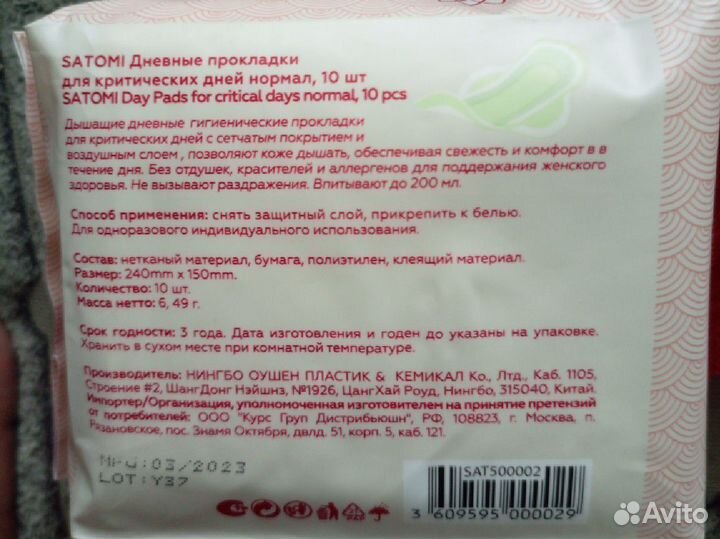 SATOMI Дневные прокладки
для критических дней нормал, 10 шт
SATOMI Day Pads for critical days normal, 10 pcs
Дышащие дневные гигиенические прокладки
для критических дней с сетчатым покрытием и
воздушным слоем , позволяют коже дышать, обеспечивая свежесть и комфорт в в
течение дня. Без отдушек, красителей и аллергенов для поддержания женского
здоровья. Не вызывают раздражения. Впитывают до 200 мл.
Способ применения: снять защитный слой, прикрепить к белью.
Для одноразового индивидуального использования.
Состав: нетканый материал, бумага, полиэтилен, клеящий материал.
Размер: 240mm x 150mm.
Количество: 10 шт.
Масса нетто: 6, 49 г.
Срок годности: 3 года. Дата изготовления и годен до указаны на упаковке.
Хранить в сухом месте при комнатной температуре.
Производитель: НИНГБО ОУШЕН ПЛАСТИК & КЕМИКАЛ Ко., Лтд., Каб. 1105,
Строение #2, ШангДонг Нэйшнз, №1926, ЦангХай Роуд, Нингбо, 315040, Китай.
Импортер/Организация, уполномоченная изготовителем на принятие претензий
от потребителей: ООО "Курс Груп Дистрибьюшн", РФ, 108823, г. Москва, п.
Рязановское, пос. Знамя Октября, двлд. 51, корп. 5, каб. 121.
MFG:03/2023
LOT:Y37
SAT500002
3 609595 000029
Avito